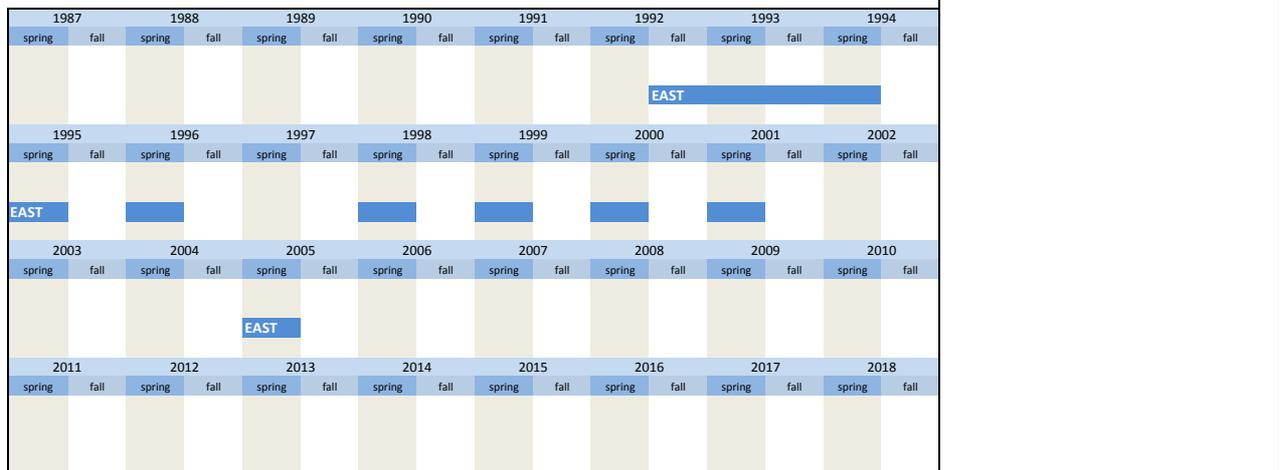 1987 1988 1989 1990 1991 1992 1993 1994
spring fall spring fall spring fall spring fall spring fall spring fall spring fall spring fall
EAST
1995 1996 1997 1998 1999 2000 2001 2002
spring fall spring fall spring fall spring fall spring fall spring fall spring fall spring fall
EAST
2003 2004 2005 2006 2007 2008 2009 2010
spring fall spring fall spring fall spring fall spring fall spring fall spring fall spring fall
EAST
2011 2012 2013 2014 2015 2016 2017 2018
spring fall spring fall spring fall spring fall spring fall spring fall spring fall spring fall